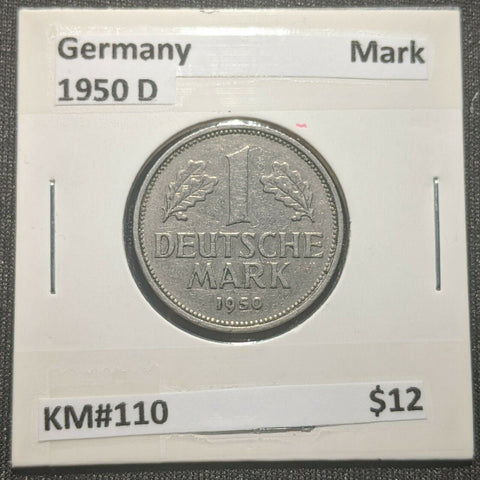 Germany Mark
1950 D
1
DEUTSCHE
MARK
1950
KM#110 $12